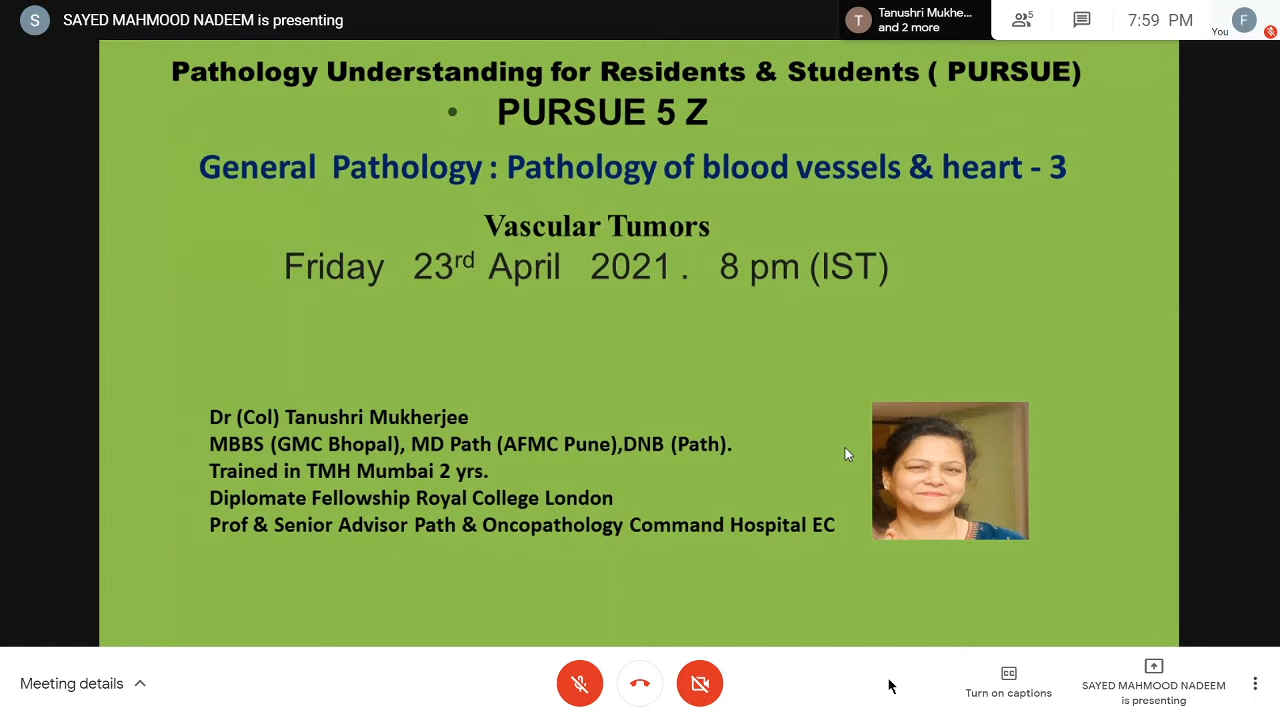 S SAYED MAHMOOD NADEEM is presenting
T Tanushri Mukhe...
and 2 more
5
7:59 PM
You
F
Pathology Understanding for Residents & Students ( PURSUE)
• PURSUE 5 Z
General Pathology : Pathology of blood vessels & heart - 3
Vascular Tumors
Friday 23rd April 2021 . 8 pm (IST)
Dr (Col) Tanushri Mukherjee
MBBS (GMC Bhopal), MD Path (AFMC Pune),DNB (Path).
Trained in TMH Mumbai 2 yrs.
Diplomate Fellowship Royal College London
Prof & Senior Advisor Path & Oncopathology Command Hospital EC
Meeting details
CC
Turn on captions
SAYED MAHMOOD NADEEM
is presenting